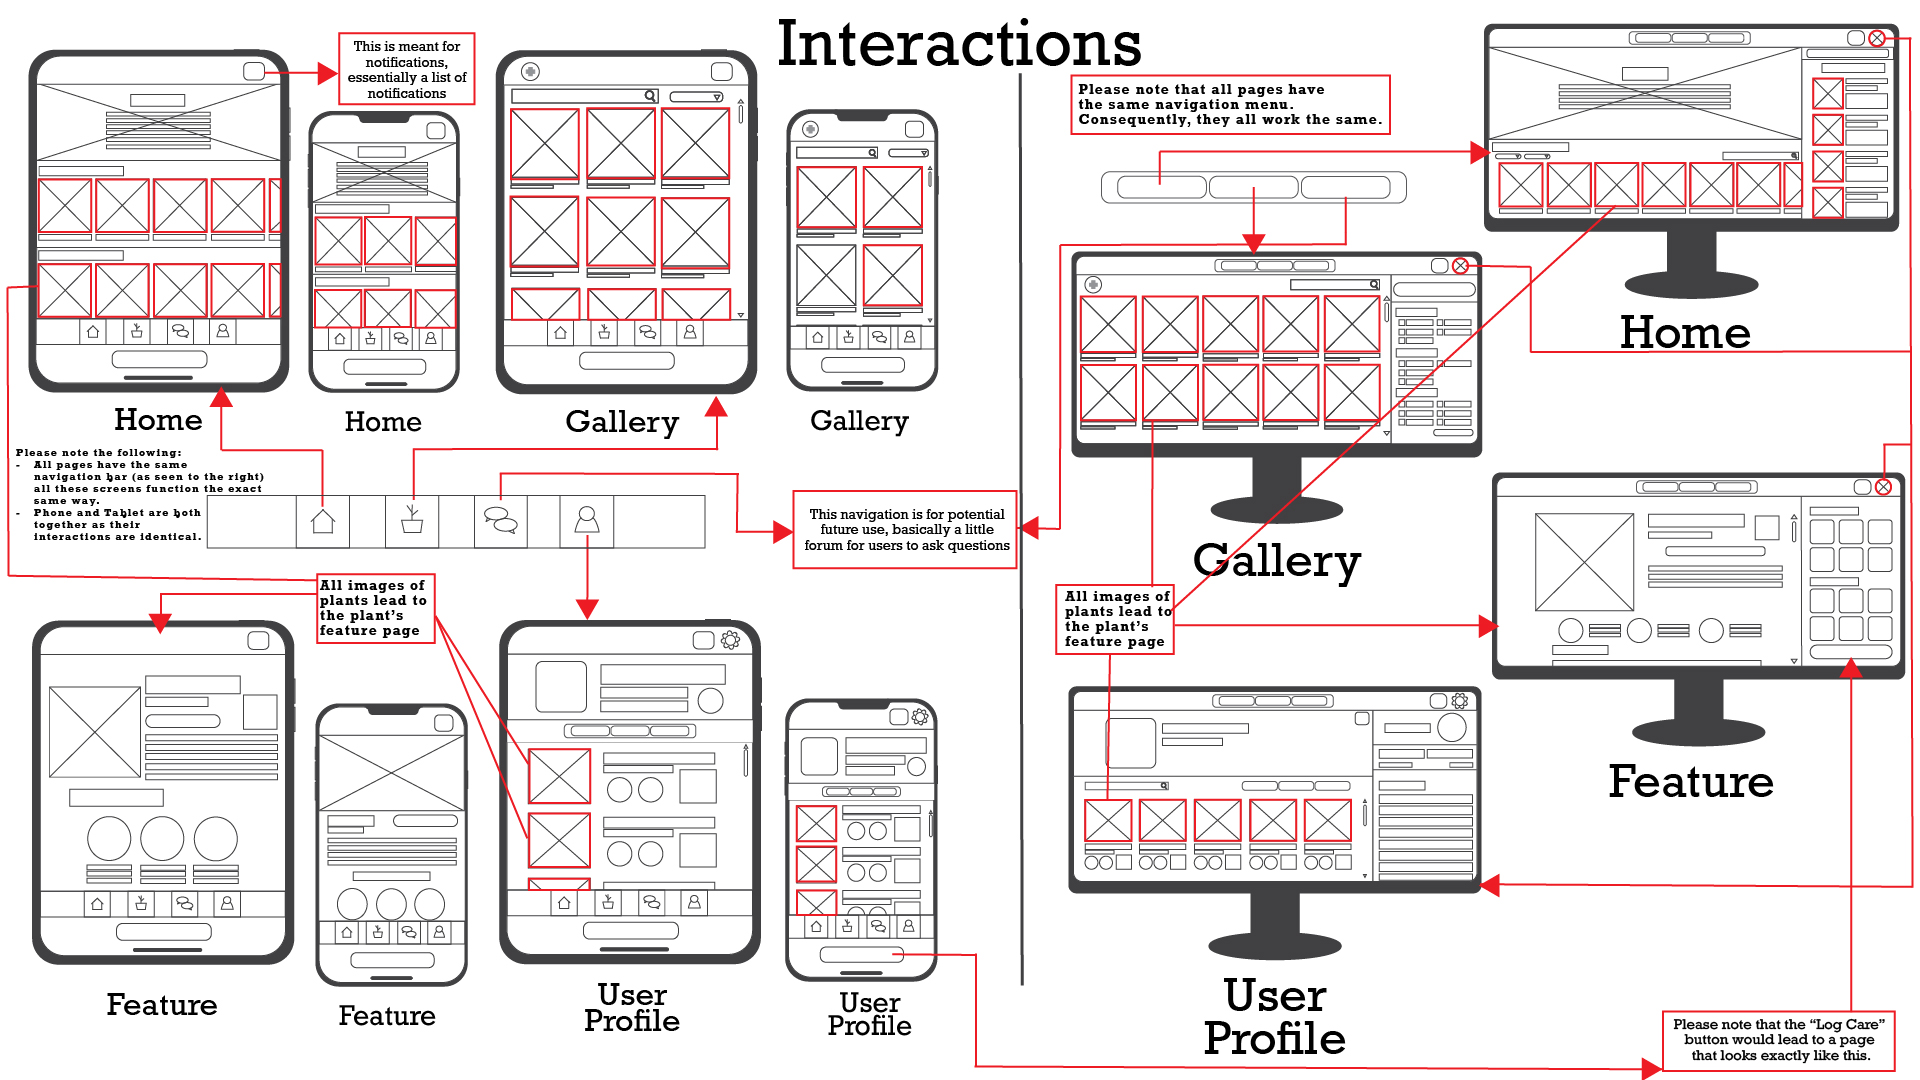 Interactions
This is meant for
notifications,
essentially a list of
notifications
Home
Home
Gallery
Gallery
Please note the following:
- All pages have the same
navigation bar (as seen to the right)
all these screens function the exact
same way.
- Phone and Tablet are both
together as their
interactions are identical.
This navigation is for potential
future use, basically a little
forum for users to ask questions
All images of
plants lead to
the plant's
feature page
Feature
Feature
User
Profile
User
Profile
Please note that all pages have
the same navigation menu.
Consequently, they all work the same.
Home
Gallery
All images of
plants lead to
the plant's
feature page
Feature
User
Profile
Please note that the “Log Care”
button would lead to a page
that looks exactly like this.